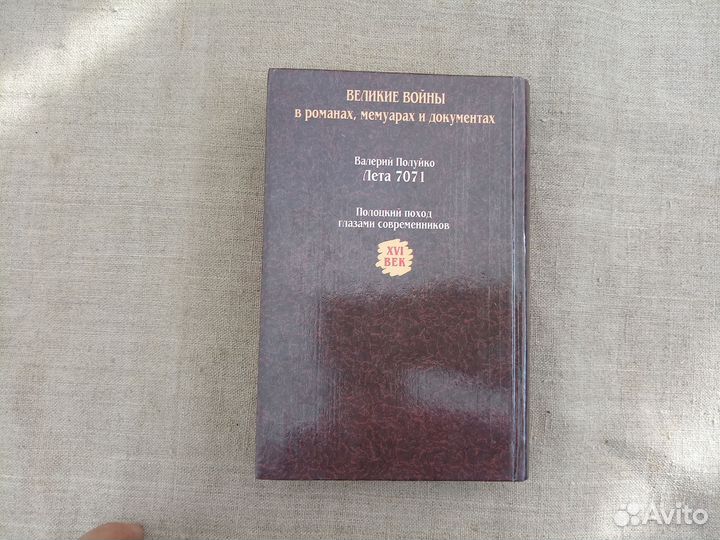 ВЕЛИКИЕ ВОЙНЫ
в романах, мемуарах и документах
Валерий Полуйко
Лета 7071
Полоцкий поход
глазами современников
XVI
ВЕК
Avito